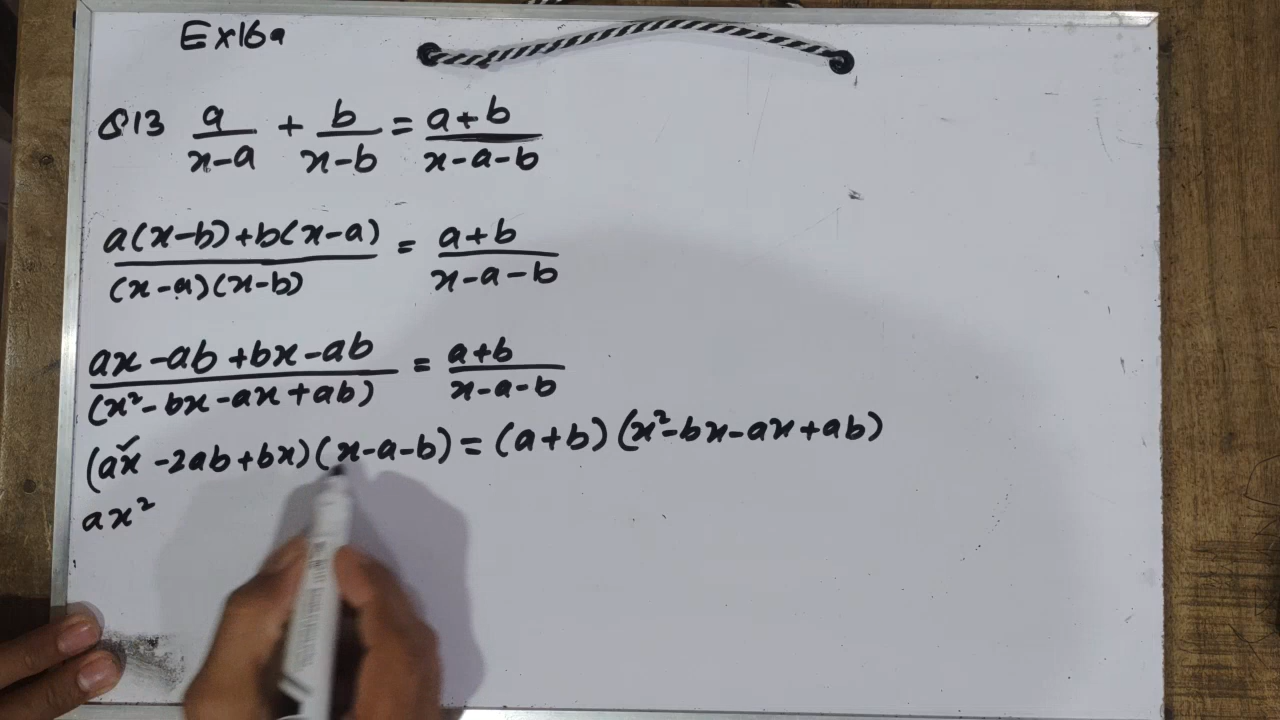 Ex16a
Q13 a/(x-a) + b/(x-b) = (a+b)/(x-a-b)
(a(x-b)+b(x-a))/((x-a)(x-b)) = (a+b)/(x-a-b)
(ax-ab+bx-ab)/((x²-bx-ax+ab)) = (a+b)/(x-a-b)
(ax-2ab+bx)(x-a-b) = (a+b)(x²-bx-ax+ab)
ax²